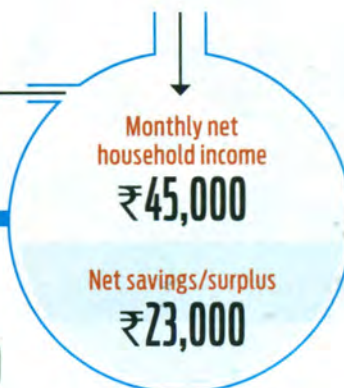 Monthly net
household income
₹45,000
Net savings/surplus
₹23,000